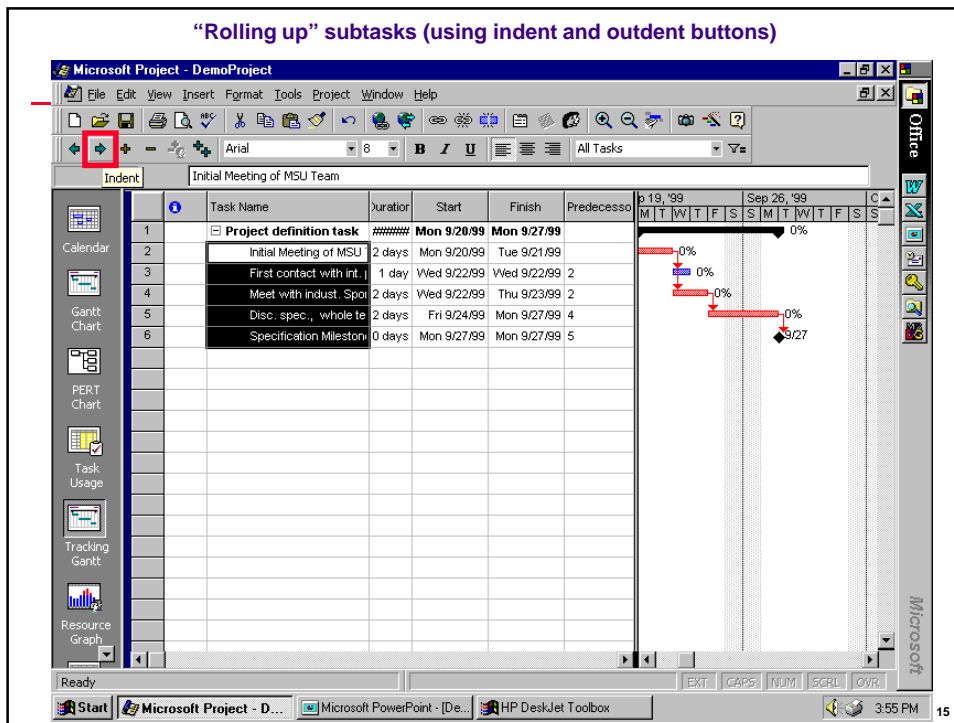 “Rolling up” subtasks (using indent and outdent buttons)
Microsoft Project - DemoProject
File Edit View Insert Format Tools Project Window Help
Arial 8 B I U All Tasks
Indent
Initial Meeting of MSU Team
Task Name Duration Start Finish Predecesso
p 19, '99 Sep 26, '99 O
M T W T F S S M T W T F S S
1 Project definition task ###### Mon 9/20/99 Mon 9/27/99 0%
2 Initial Meeting of MSU 2 days Mon 9/20/99 Tue 9/21/99 0%
3 First contact with int. 1 day Wed 9/22/99 Wed 9/22/99 2 0%
4 Meet with indust. Spo 2 days Wed 9/22/99 Thu 9/23/99 2 0%
5 Disc. spec., whole te 2 days Fri 9/24/99 Mon 9/27/99 4 0%
6 Specification Mileston 0 days Mon 9/27/99 Mon 9/27/99 5 9/27
Calendar
Gantt
Chart
PERT
Chart
Task
Usage
Tracking
Gantt
Resource
Graph
Office
Microsoft
Ready EXT CAPS NUM SCRL OVR
Start Microsoft Project - D... Microsoft PowerPoint - [De... HP DeskJet Toolbox 3:55 PM
15